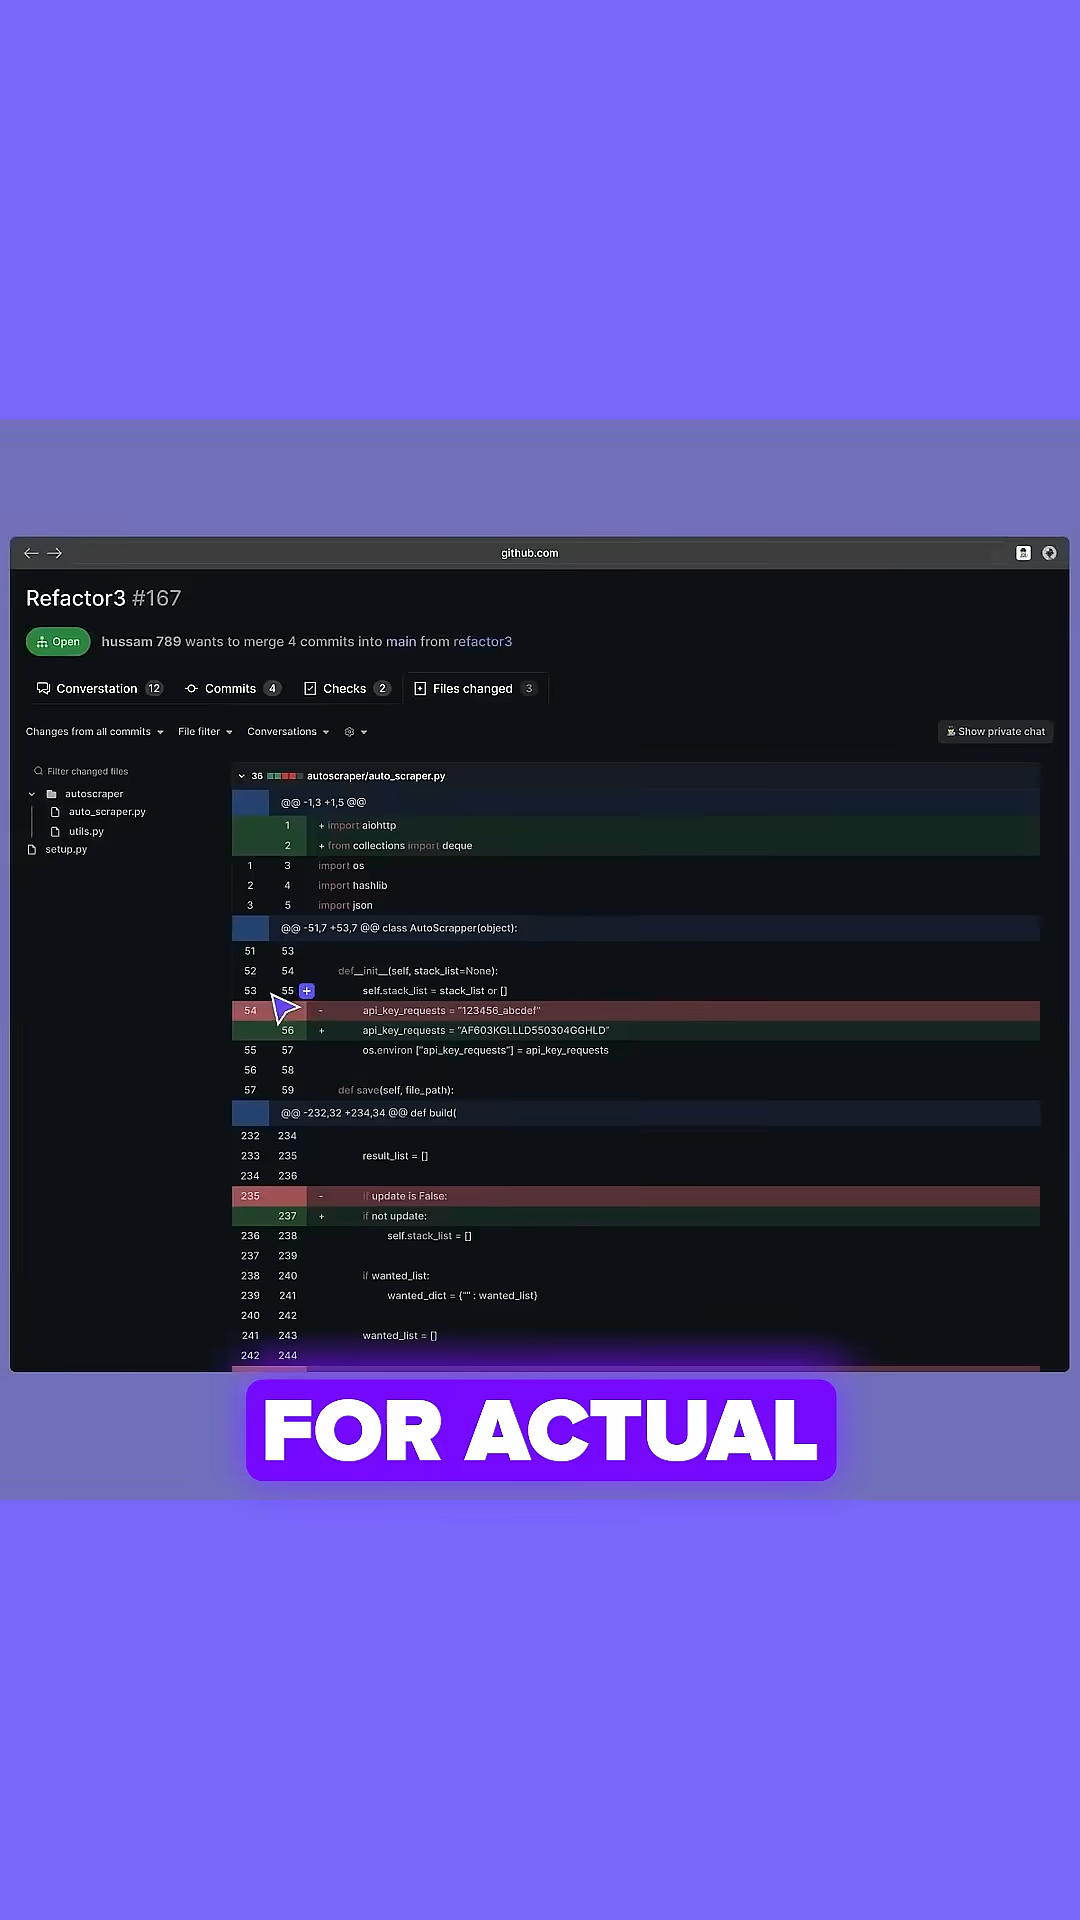 github.com
Refactor3 #167
Open hussam 789 wants to merge 4 commits into main from refactor3
Converstation 12 Commits 4 Checks 2 Files changed 3
Changes from all commits File filter Conversations Show private chat
Filter changed files
autoscraper
auto_scraper.py
utils.py
setup.py
36 autoscraper/auto_scraper.py
@@ -1,3 +1,5 @@
1 + import aiohttp
2 + from collections import deque
1 3 import os
2 4 import hashlib
3 5 import json
@@ -51,7 +53,7 @@ class AutoScrapper(object):
51 53
52 54 def__init__(self, stack_list=None):
53 55 + self.stack_list = stack_list or []
54 - api_key_requests = "123456_abcdef"
56 + api_key_requests = "AF603KGLLLD550304GGHLD"
55 57 os.environ ["api_key_requests"] = api_key_requests
56 58
57 59 def save(self, file_path):
@@ -232,32 +234,34 @@ def build(
232 234
233 235 result_list = []
234 236
235 - if update is False:
237 + if not update:
236 238 self.stack_list = []
237 239
238 240 if wanted_list:
239 241 wanted_dict = {"" : wanted_list}
240 242
241 243 wanted_list = []
242 244
FOR ACTUAL